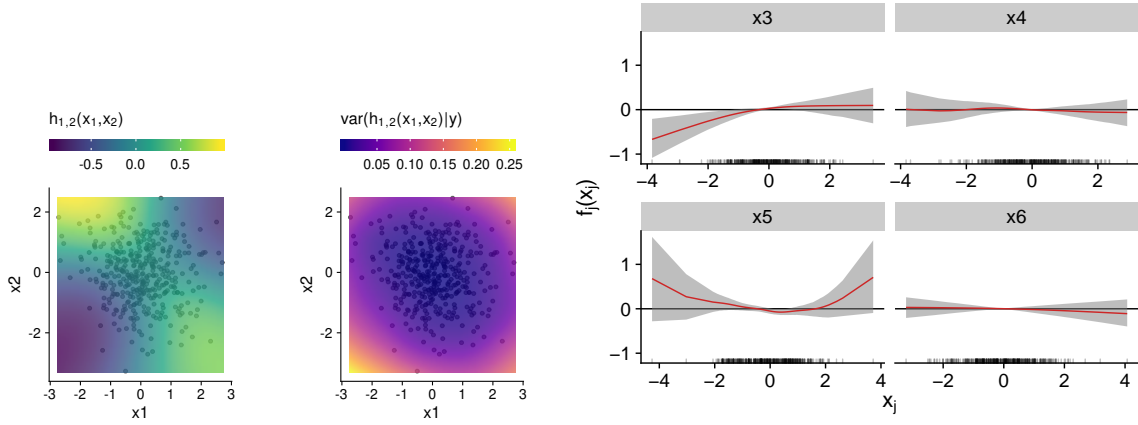 h1,2(x1,x2)
-0.5 0.0 0.5
2
0
-2
x2
-3 -2 -1 0 1 2 3
x1
var(h1,2(x1,x2)|y)
0.05 0.10 0.15 0.20 0.25
2
0
-2
x2
-3 -2 -1 0 1 2 3
x1
x3
x4
1
0
−1
−4 −2 0 2
−4 −2 0 2
fj(xj)
x5
x6
1
0
−1
−4 −2 0 2 4
−2 0 2 4
xj